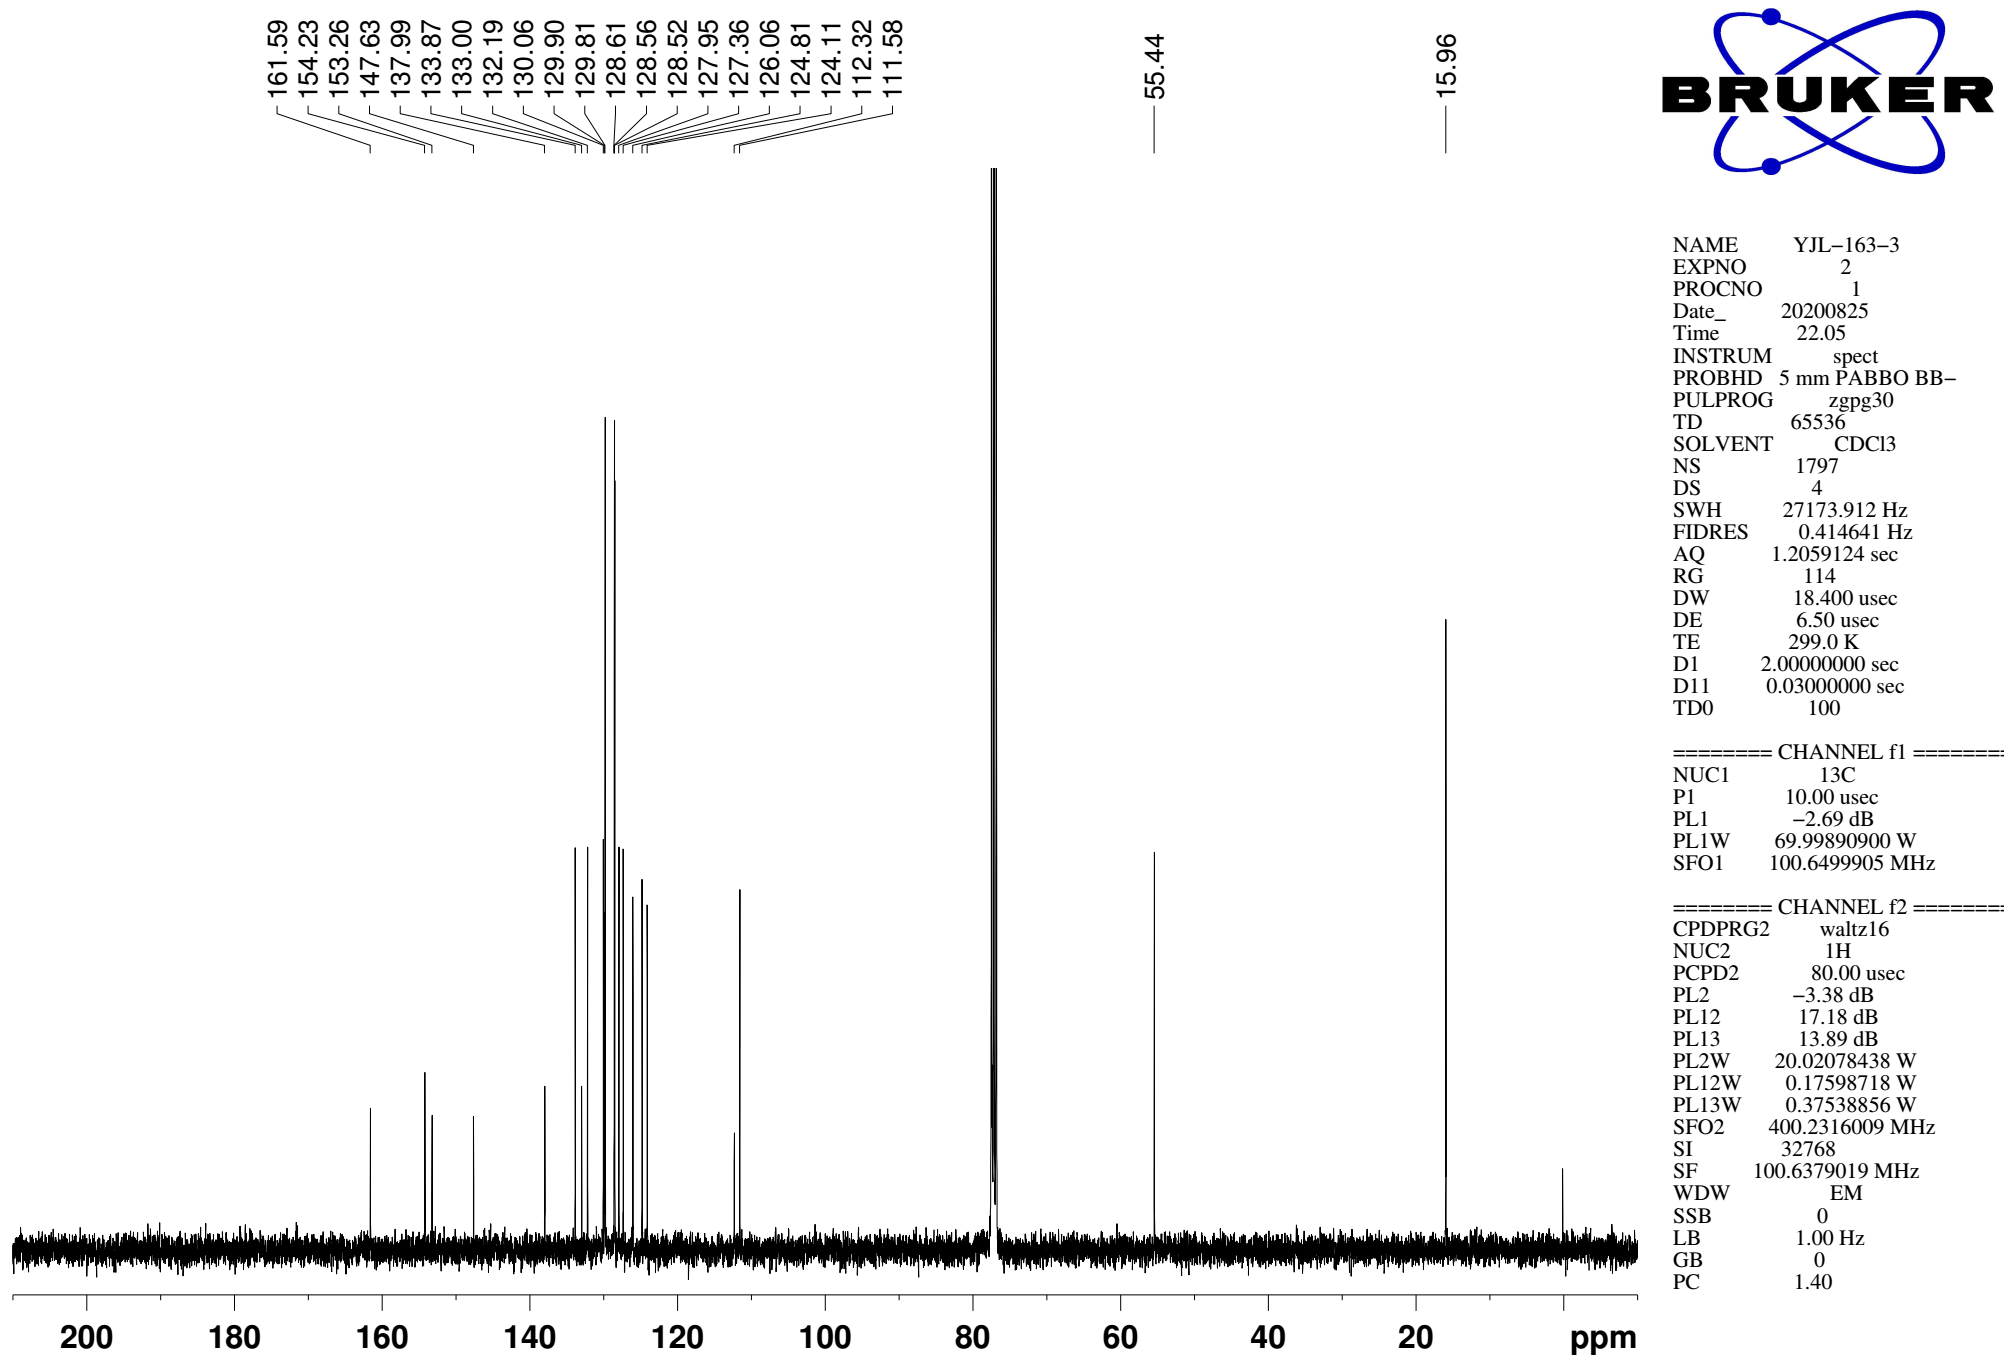 161.59
154.23
153.26
147.63
137.99
133.87
133.00
132.19
130.06
129.90
129.81
128.61
128.56
128.52
127.95
127.36
126.06
124.81
124.11
112.32
111.58
55.44
15.96
BRUKER
NAME YJL−163−3
EXPNO 2
PROCNO 1
Date_ 20200825
Time 22.05
INSTRUM spect
PROBHD 5 mm PABBO BB−
PULPROG zgpg30
TD 65536
SOLVENT CDCl3
NS 1797
DS 4
SWH 27173.912 Hz
FIDRES 0.414641 Hz
AQ 1.2059124 sec
RG 114
DW 18.400 usec
DE 6.50 usec
TE 299.0 K
D1 2.00000000 sec
D11 0.03000000 sec
TD0 100
======== CHANNEL f1 ========
NUC1 13C
P1 10.00 usec
PL1 −2.69 dB
PL1W 69.99890900 W
SFO1 100.6499905 MHz
======== CHANNEL f2 ========
CPDPRG2 waltz16
NUC2 1H
PCPD2 80.00 usec
PL2 −3.38 dB
PL12 17.18 dB
PL13 13.89 dB
PL2W 20.02078438 W
PL12W 0.17598718 W
PL13W 0.37538856 W
SFO2 400.2316009 MHz
SI 32768
SF 100.6379019 MHz
WDW EM
SSB 0
LB 1.00 Hz
GB 0
PC 1.40
200 180 160 140 120 100 80 60 40 20 ppm